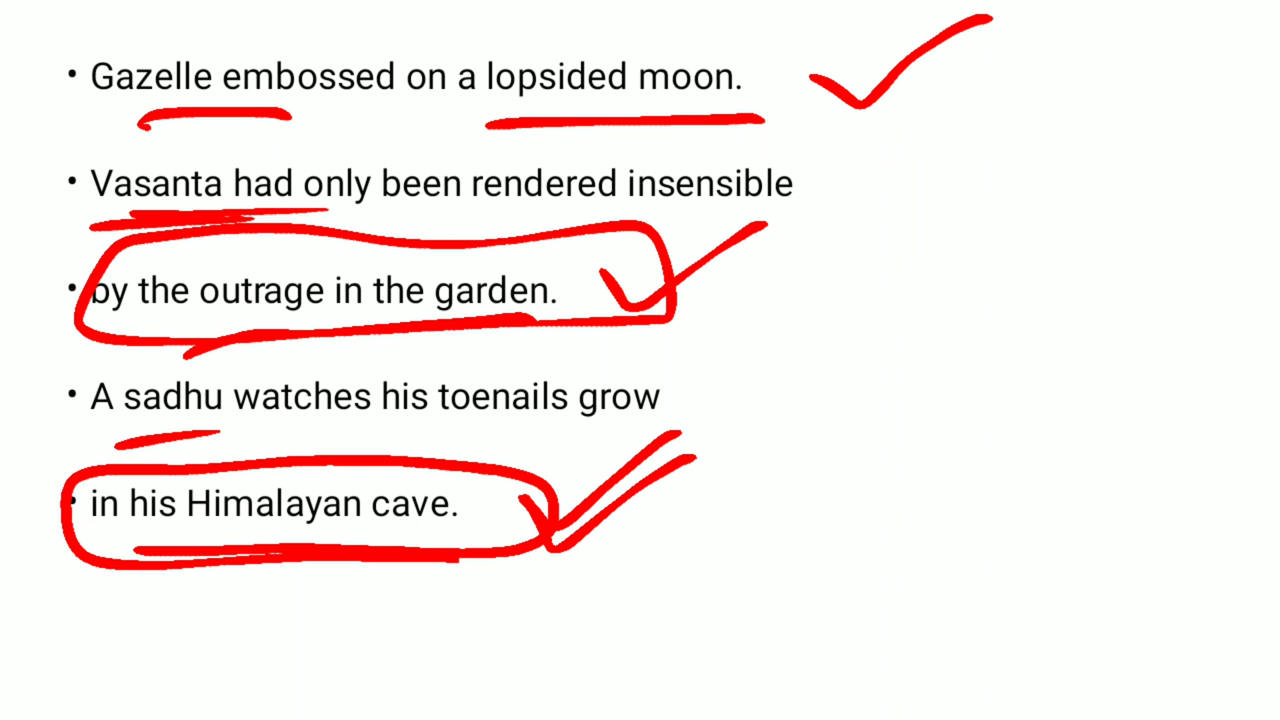 • Gazelle embossed on a lopsided moon.
• Vasanta had only been rendered insensible
• by the outrage in the garden.
• A sadhu watches his toenails grow
• in his Himalayan cave.